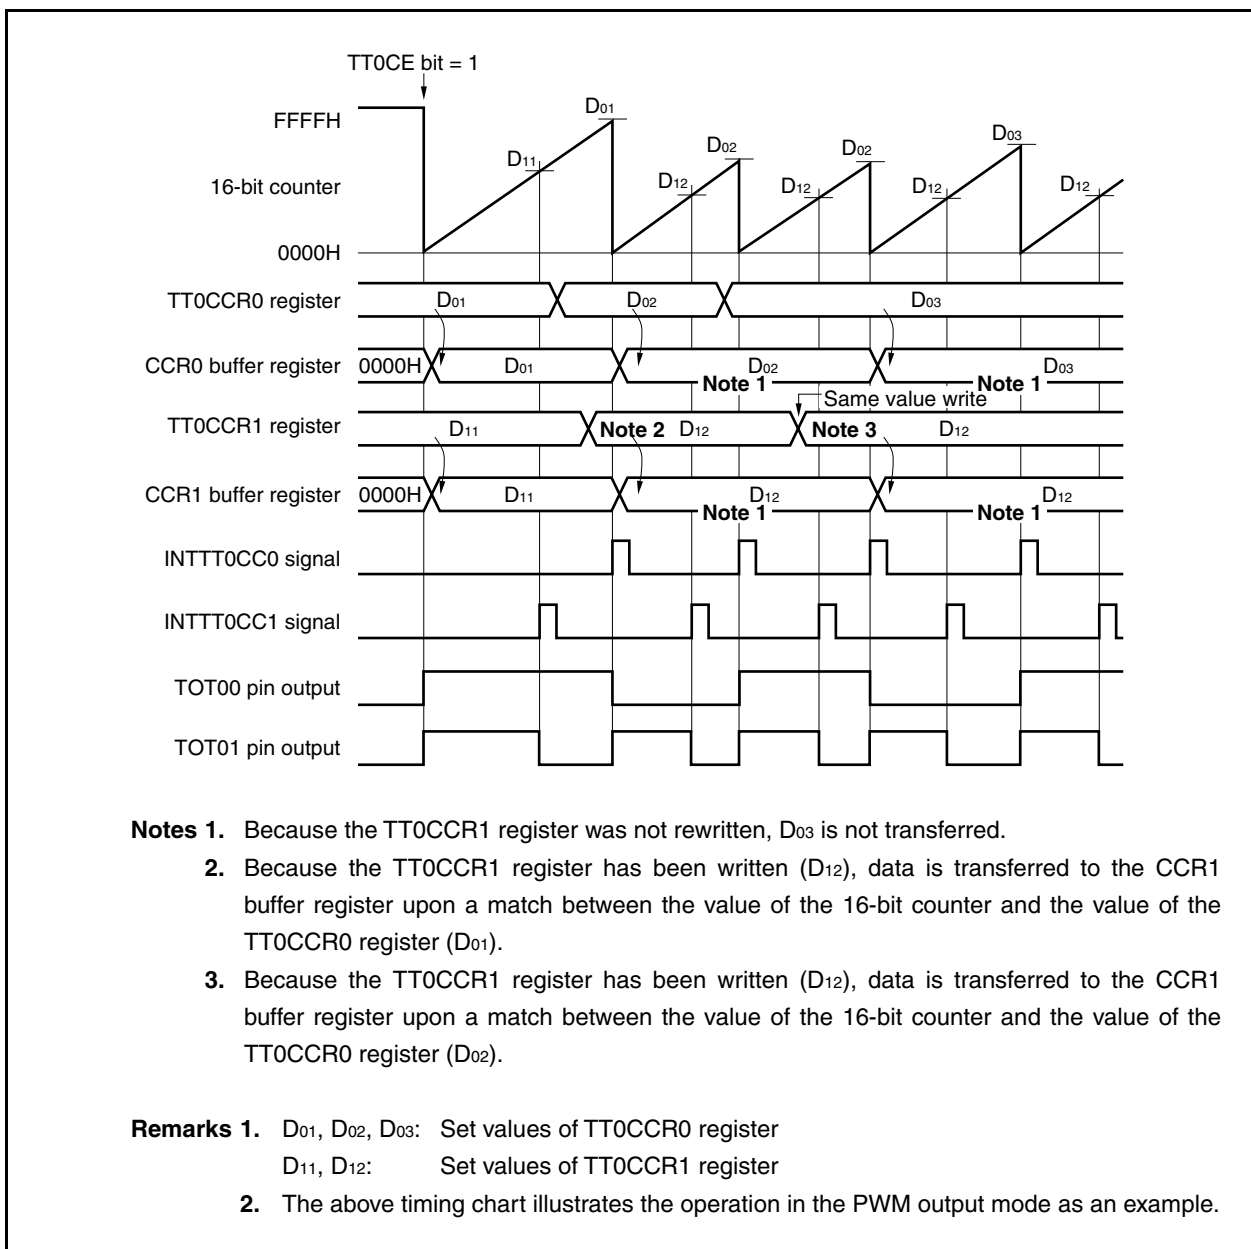 TT0CE bit = 1
FFFFH
D01
D11
D02
D02
D03
16-bit counter
D12
D12
D12
D12
0000H
TT0CCR0 register
D01
D02
D03
CCR0 buffer register
0000H
D01
D02
D03
Note 1
Note 1
Same value write
TT0CCR1 register
D11
Note 2
D12
Note 3
D12
CCR1 buffer register
0000H
D11
D12
D12
Note 1
Note 1
INTTT0CC0 signal
INTTT0CC1 signal
TOT00 pin output
TOT01 pin output
Notes 1. Because the TT0CCR1 register was not rewritten, D03 is not transferred.
2. Because the TT0CCR1 register has been written (D12), data is transferred to the CCR1
buffer register upon a match between the value of the 16-bit counter and the value of the
TT0CCR0 register (D01).
3. Because the TT0CCR1 register has been written (D12), data is transferred to the CCR1
buffer register upon a match between the value of the 16-bit counter and the value of the
TT0CCR0 register (D02).
Remarks 1. D01, D02, D03: Set values of TT0CCR0 register
D11, D12: Set values of TT0CCR1 register
2. The above timing chart illustrates the operation in the PWM output mode as an example.